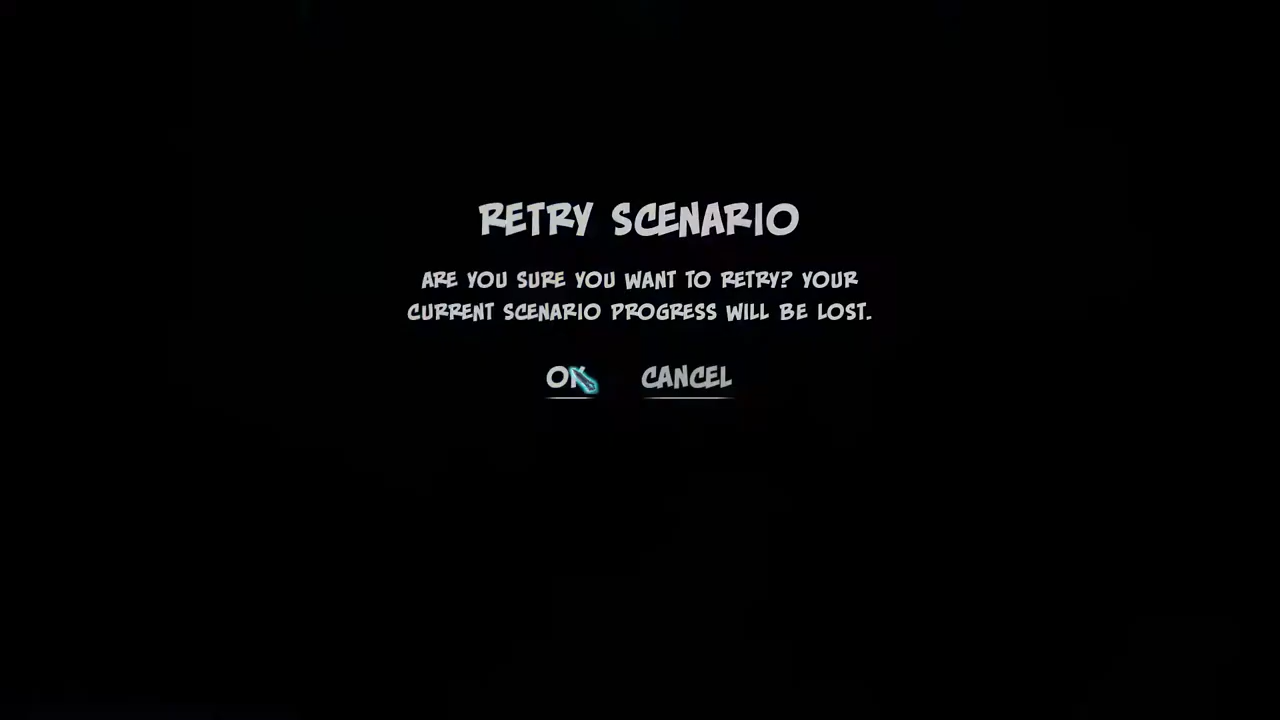 RETRY SCENARIO
ARE YOU SURE YOU WANT TO RETRY? YOUR
CURRENT SCENARIO PROGRESS WILL BE LOST.
OK CANCEL